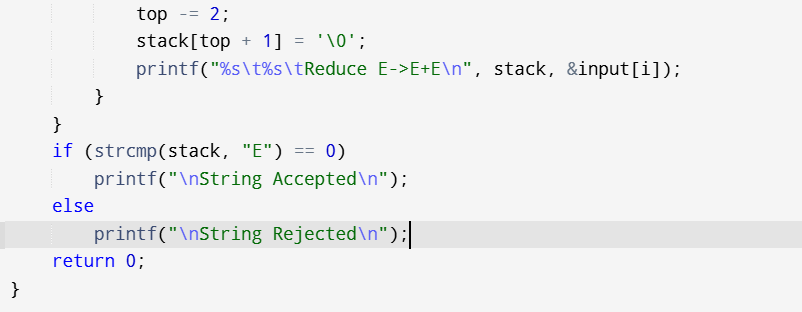 top -= 2;
            stack[top + 1] = '\0';
            printf("%s\t%s\tReduce E->E+E\n", stack, &input[i]);
        }
    }
    if (strcmp(stack, "E") == 0)
        printf("\nString Accepted\n");
    else
        printf("\nString Rejected\n");
    return 0;
}